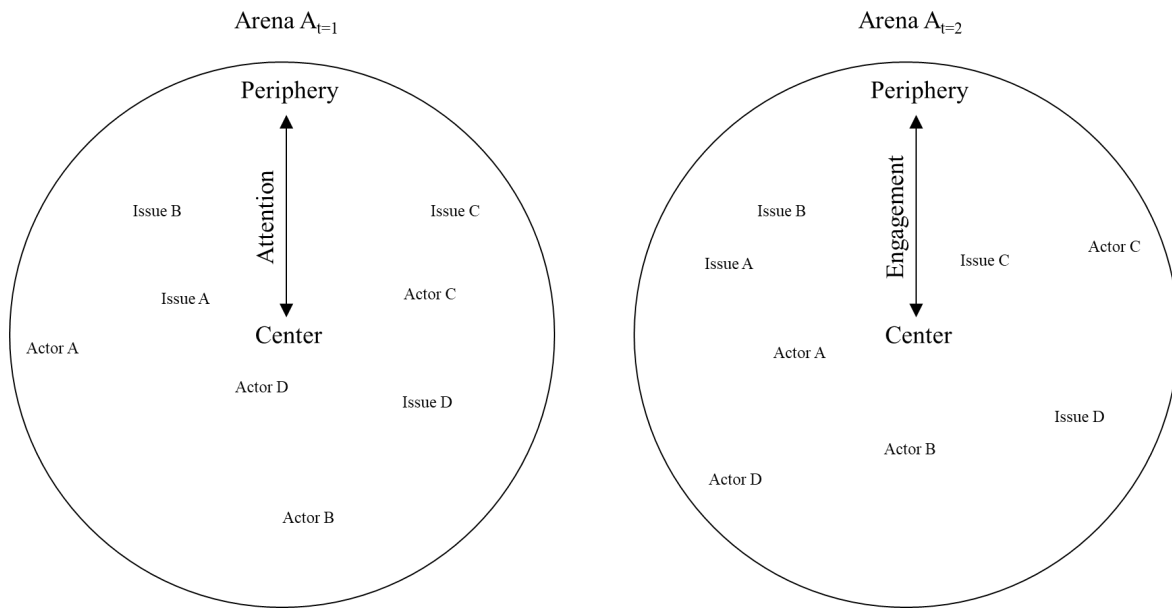 Arena A_{t=1}
Periphery
Attention
Issue B
Issue C
Issue A
Actor C
Center
Actor A
Actor D
Issue D
Actor B
Arena A_{t=2}
Periphery
Engagement
Issue B
Issue A
Issue C
Actor C
Center
Actor A
Issue D
Actor B
Actor D